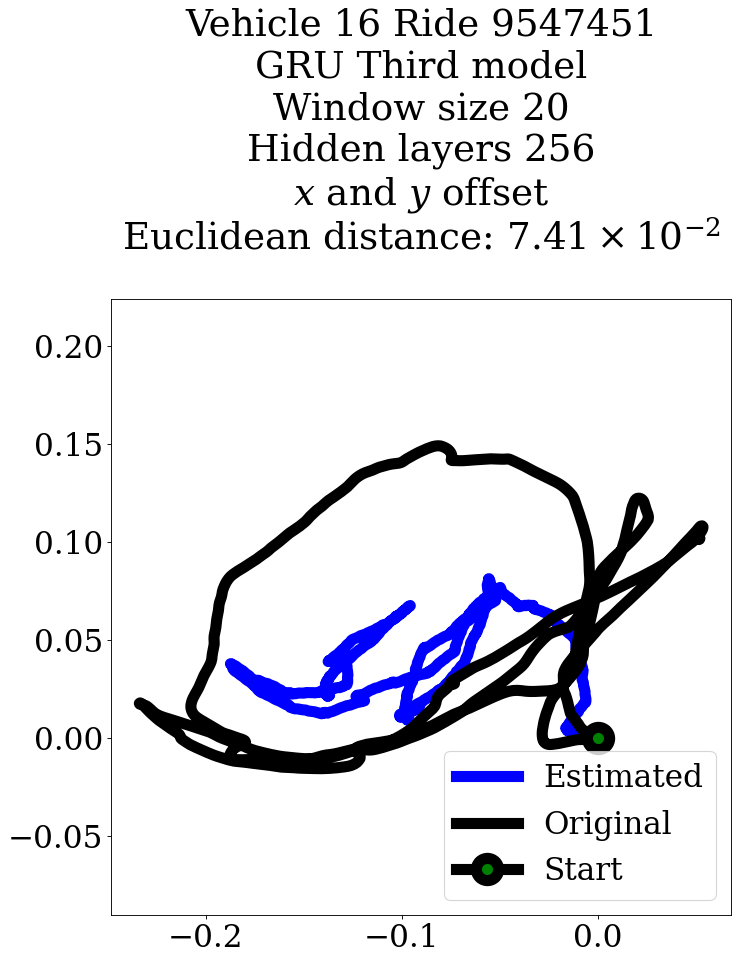 Vehicle 16 Ride 9547451
GRU Third model
Window size 20
Hidden layers 256
x and y offset
Euclidean distance: 7.41 × 10⁻²
0.20
0.15
0.10
0.05
0.00
−0.05
Estimated
Original
Start
−0.2
−0.1
0.0